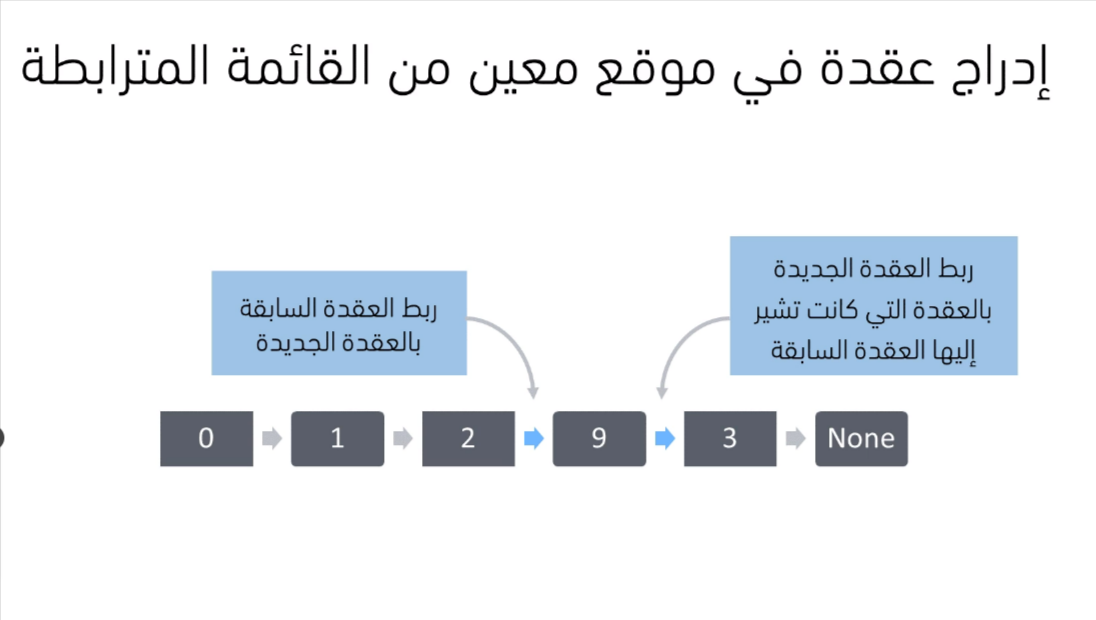 إدراج عقدة في موقع معين من القائمة المترابطة
ربط العقدة الجديدة
بالعقدة التي كانت تشير
إليها العقدة السابقة
ربط العقدة السابقة
بالعقدة الجديدة
0 1 2 9 3 None